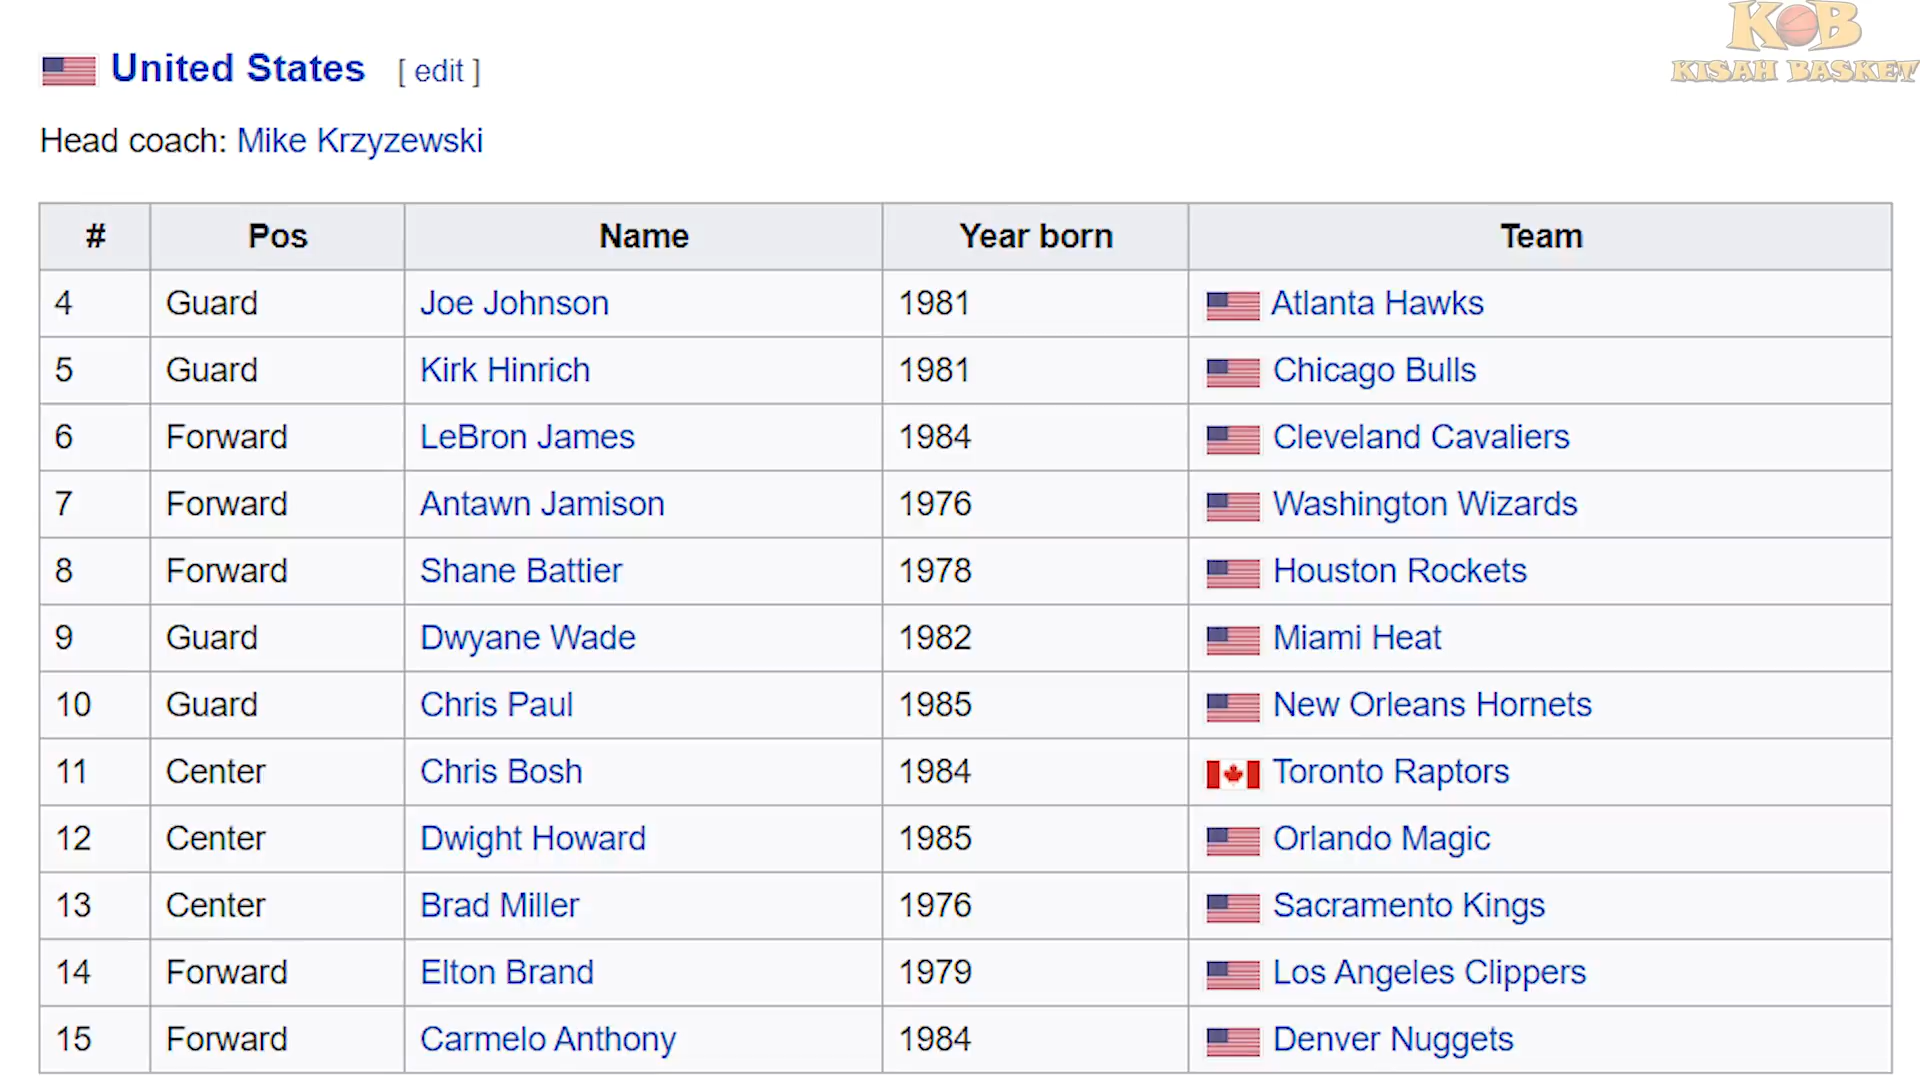 KOB
KISAH BASKET
United States [ edit ]
Head coach: Mike Krzyzewski
# Pos Name Year born Team
4 Guard Joe Johnson 1981 Atlanta Hawks
5 Guard Kirk Hinrich 1981 Chicago Bulls
6 Forward LeBron James 1984 Cleveland Cavaliers
7 Forward Antawn Jamison 1976 Washington Wizards
8 Forward Shane Battier 1978 Houston Rockets
9 Guard Dwyane Wade 1982 Miami Heat
10 Guard Chris Paul 1985 New Orleans Hornets
11 Center Chris Bosh 1984 Toronto Raptors
12 Center Dwight Howard 1985 Orlando Magic
13 Center Brad Miller 1976 Sacramento Kings
14 Forward Elton Brand 1979 Los Angeles Clippers
15 Forward Carmelo Anthony 1984 Denver Nuggets